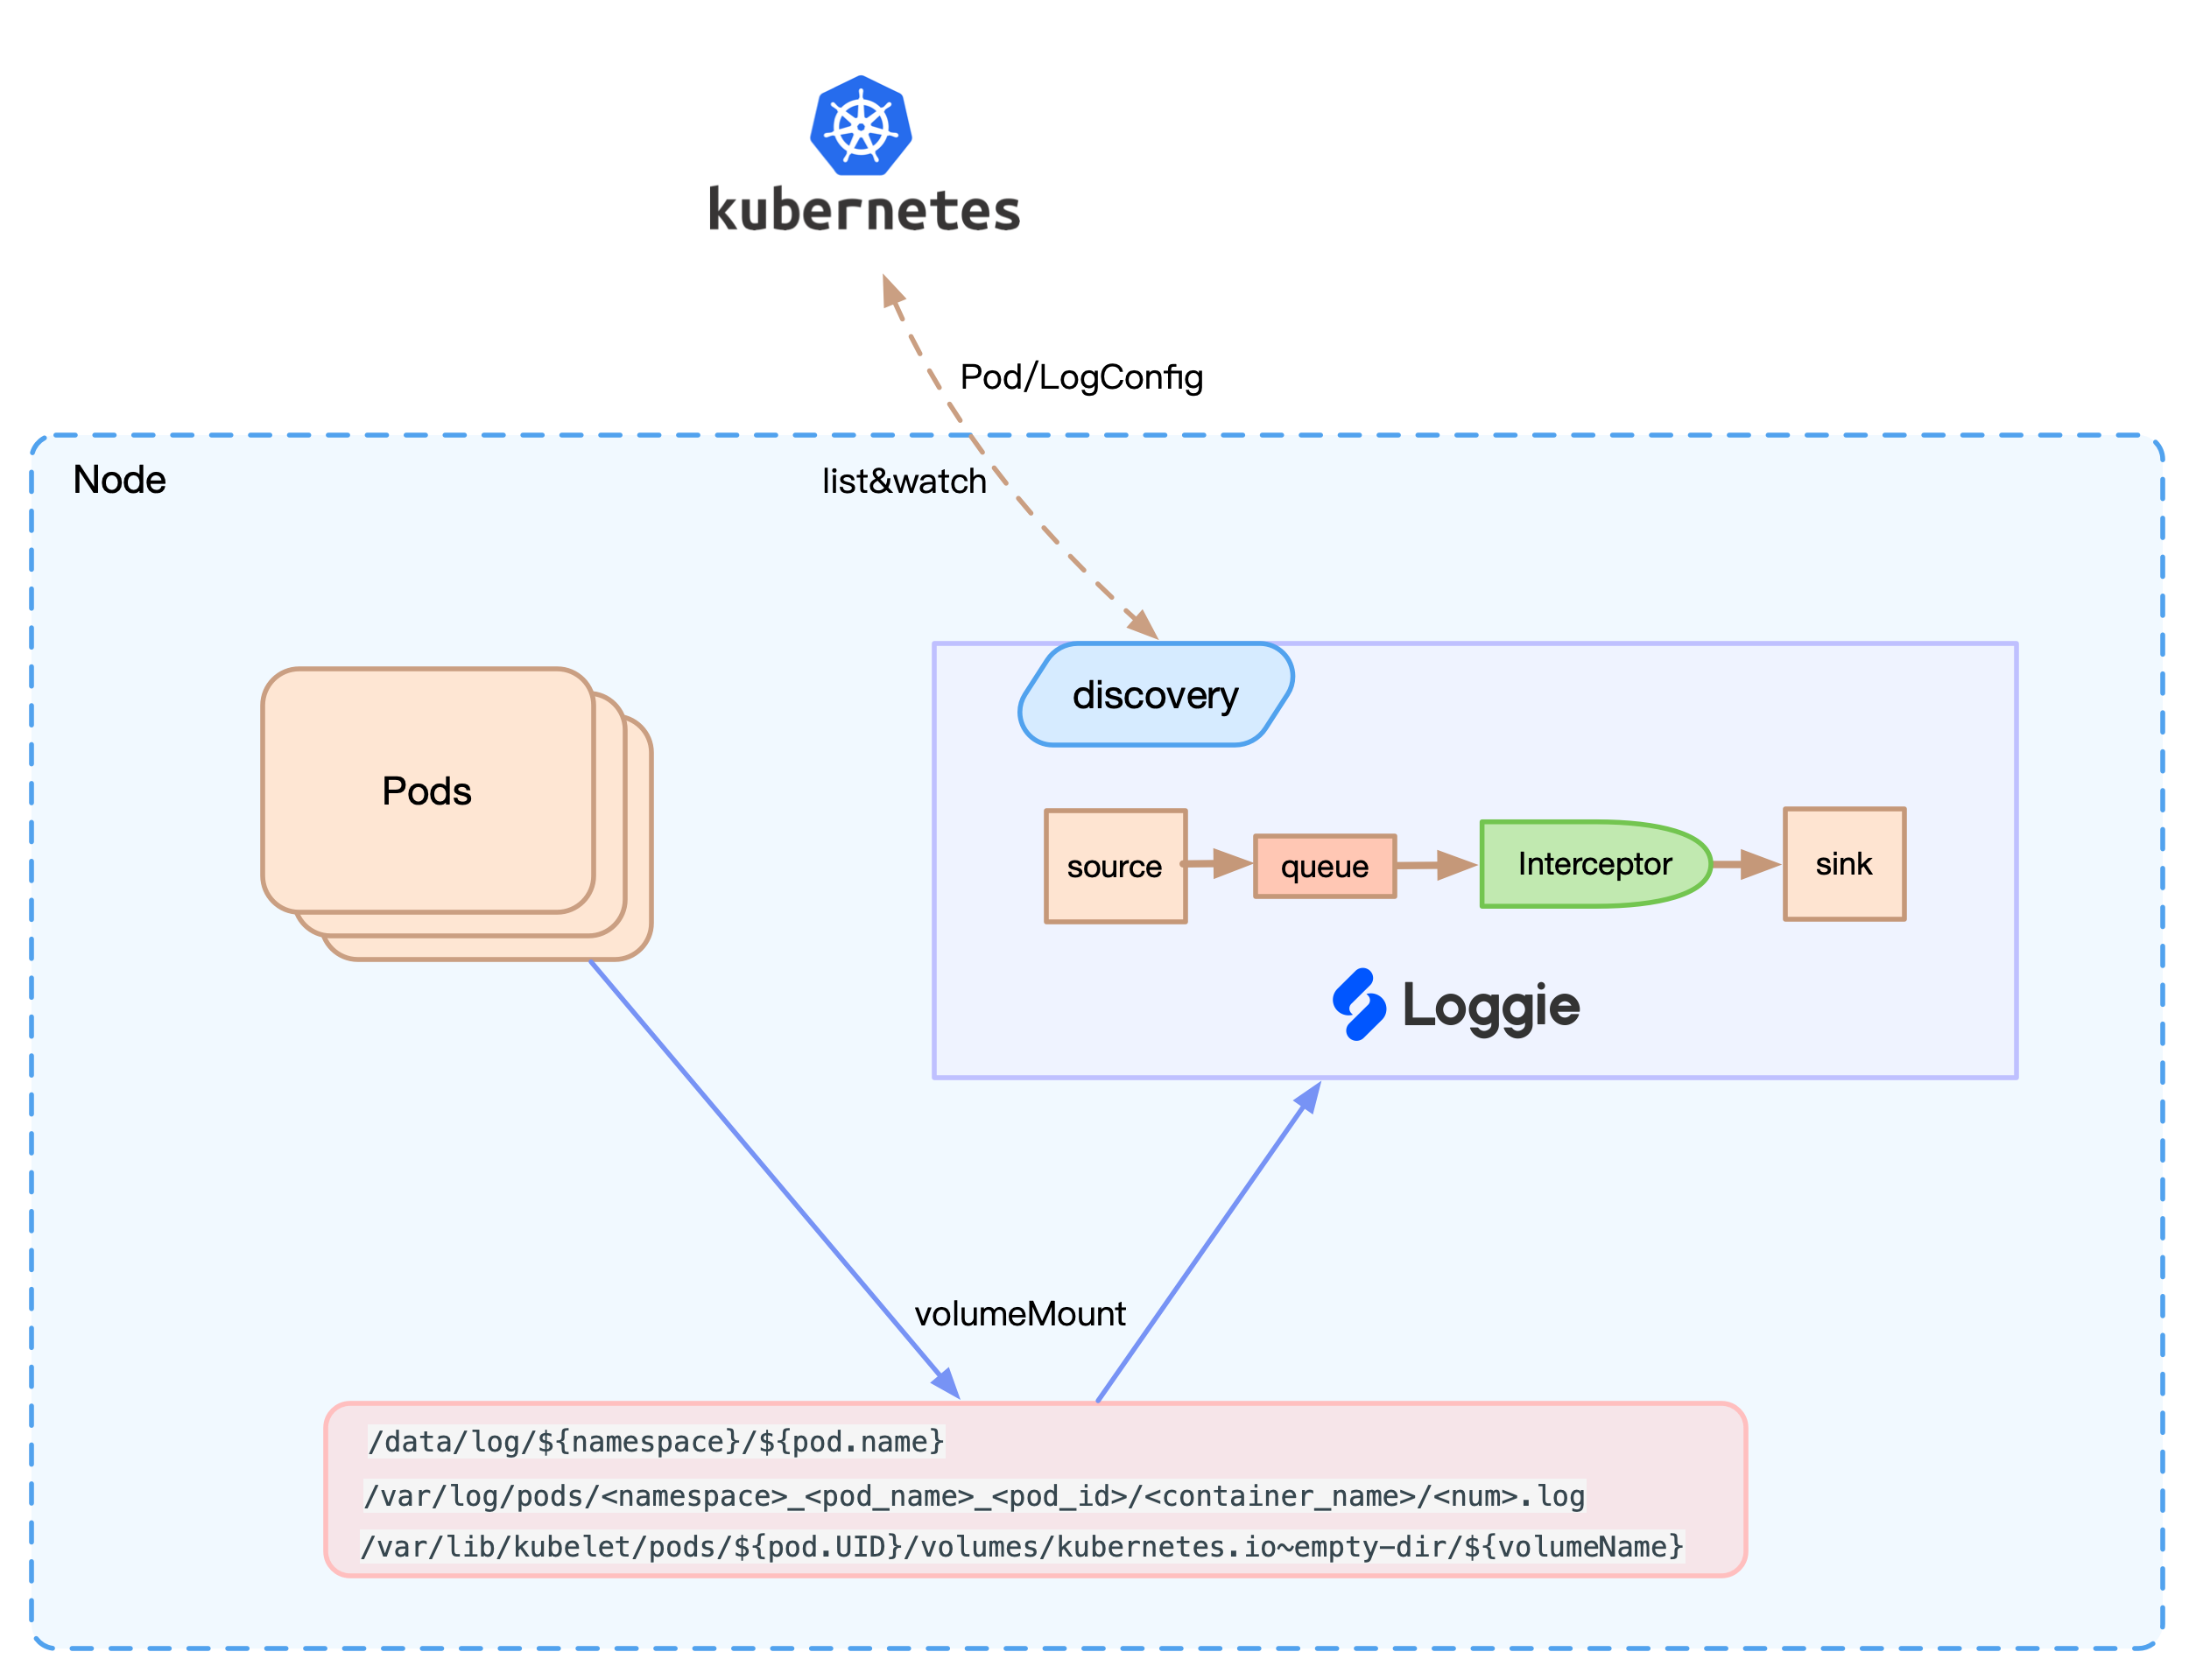 kubernetes
Pod/LogConfig
Node
list&watch
discovery
Pods
source
queue
Interceptor
sink
Loggie
volumeMount
/data/log/${namespace}/${pod.name}
/var/log/pods/<namespace>_<pod_name>_<pod_id>/<container_name>/<num>.log
/var/lib/kubelet/pods/${pod.UID}/volumes/kubernetes.io~empty-dir/${volumeName}